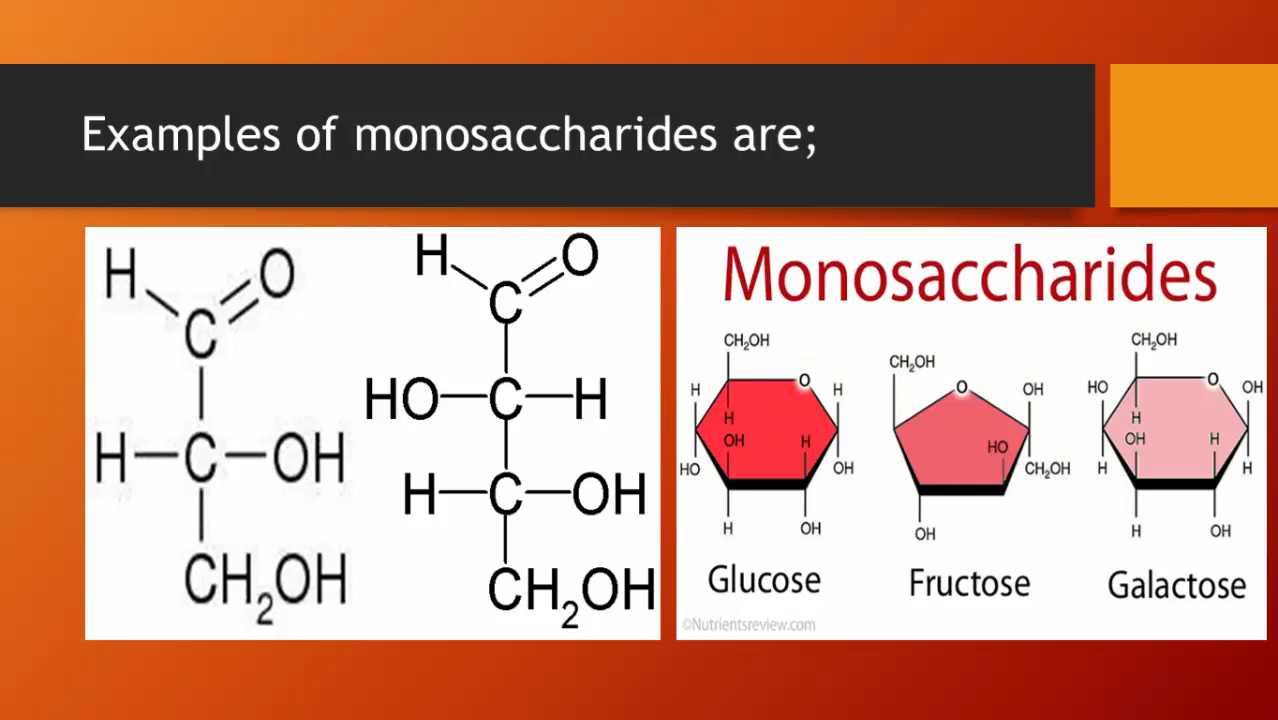 Examples of monosaccharides are;
H O
C
H C OH
CH₂OH
H O
C
HO C H
H C OH
CH₂OH
Monosaccharides
CH₂OH
H O H
H
OH H
HO OH
H OH
Glucose
CH₂OH
O OH
HO
CH₂OH
OH
Fructose
CH₂OH
HO O OH
H
OH H
H H
H OH
Galactose
©Nutrientsreview.com